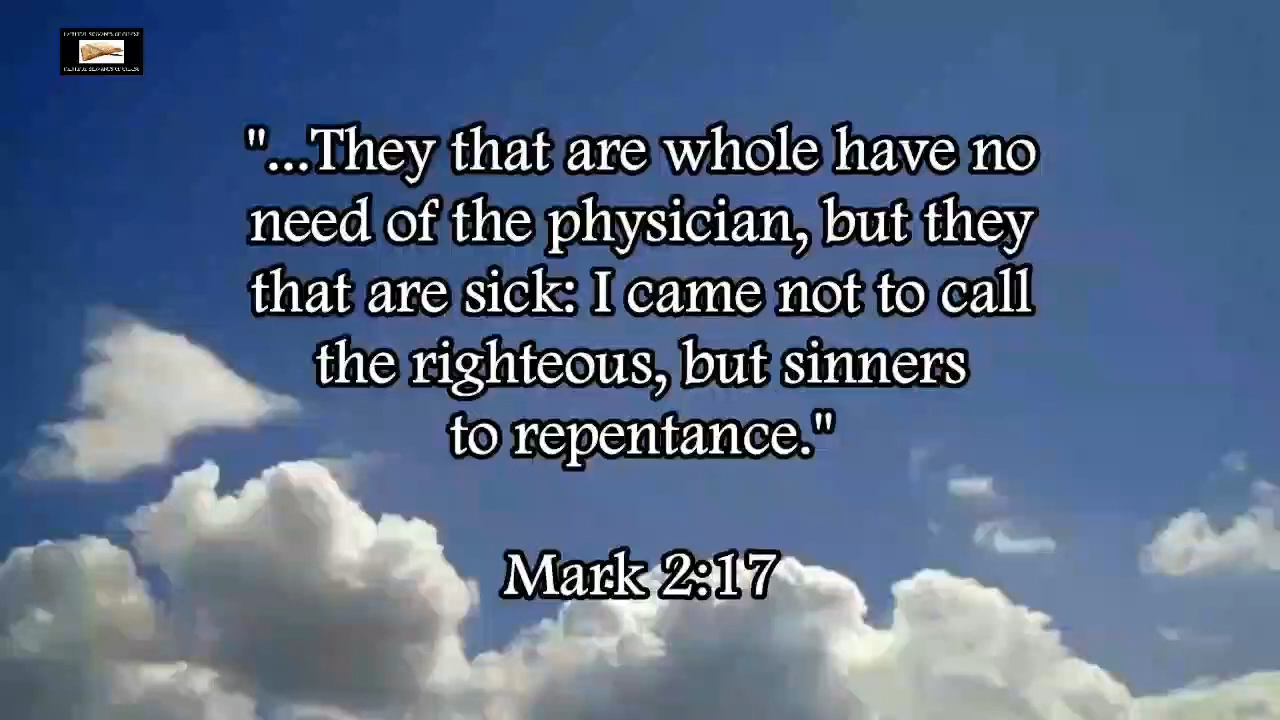 "...They that are whole have no
need of the physician, but they
that are sick: I came not to call
the righteous, but sinners
to repentance."
Mark 2:17